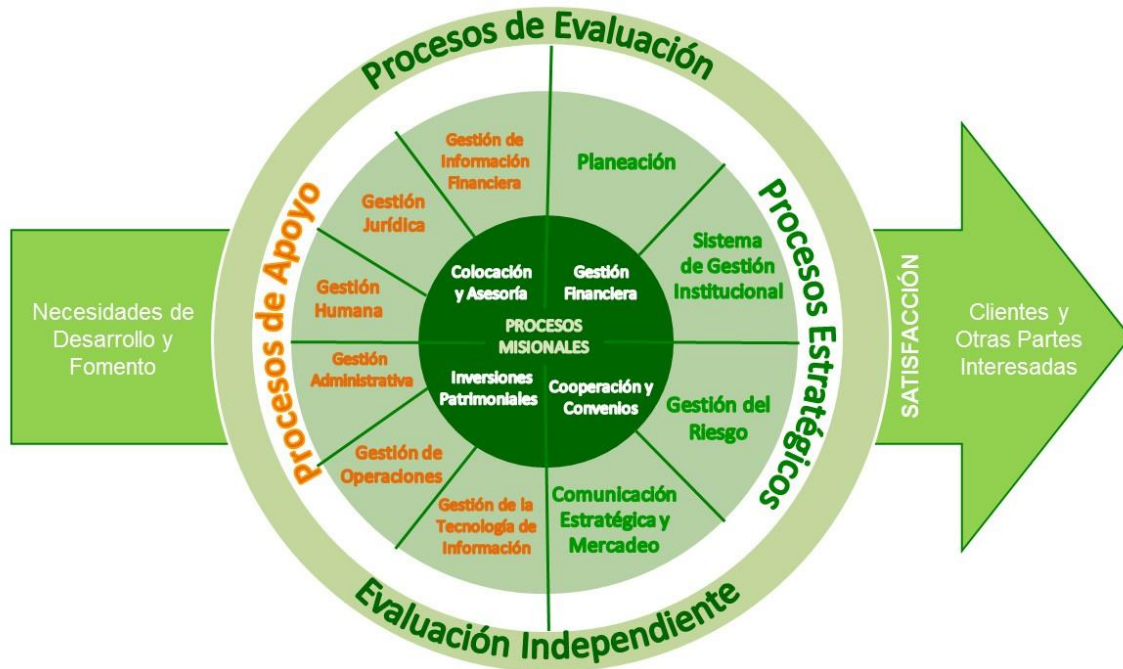 Procesos de Evaluación
Necesidades de
Desarrollo y
Fomento
Procesos de Apoyo
Gestión de
Información
Financiera
Gestión
Jurídica
Gestión
Humana
Gestión
Administrativa
Gestión de
Operaciones
Gestión de la
Tecnología de
Información
Colocación
y Asesoría
Gestión
Financiera
PROCESOS
MISIONALES
Inversiones
Patrimoniales
Cooperación y
Convenios
Planeación
Sistema
de Gestión
Institucional
Gestión del
Riesgo
Comunicación
Estratégica y
Mercadeo
Procesos Estratégicos
SATISFACCIÓN
Clientes y
Otras Partes
Interesadas
Evaluación Independiente